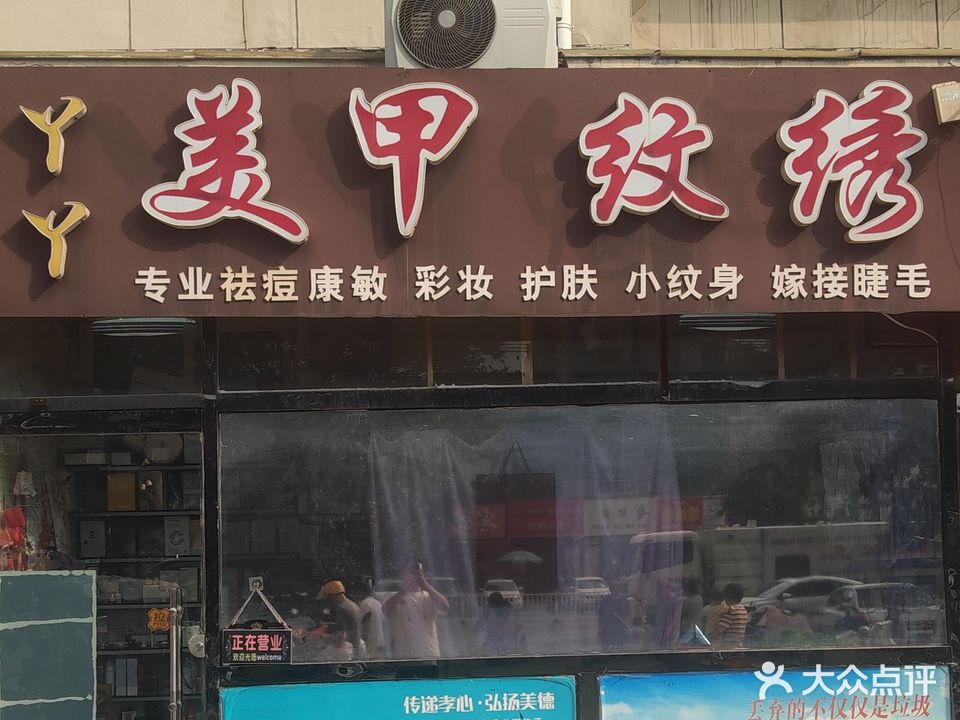 丫丫
美甲纹绣
专业祛痘康敏 彩妆 护肤 小纹身 嫁接睫毛
正在营业
欢迎光临welcome
传递孝心·弘扬美德
丢弃的不仅仅是垃圾
大众点评